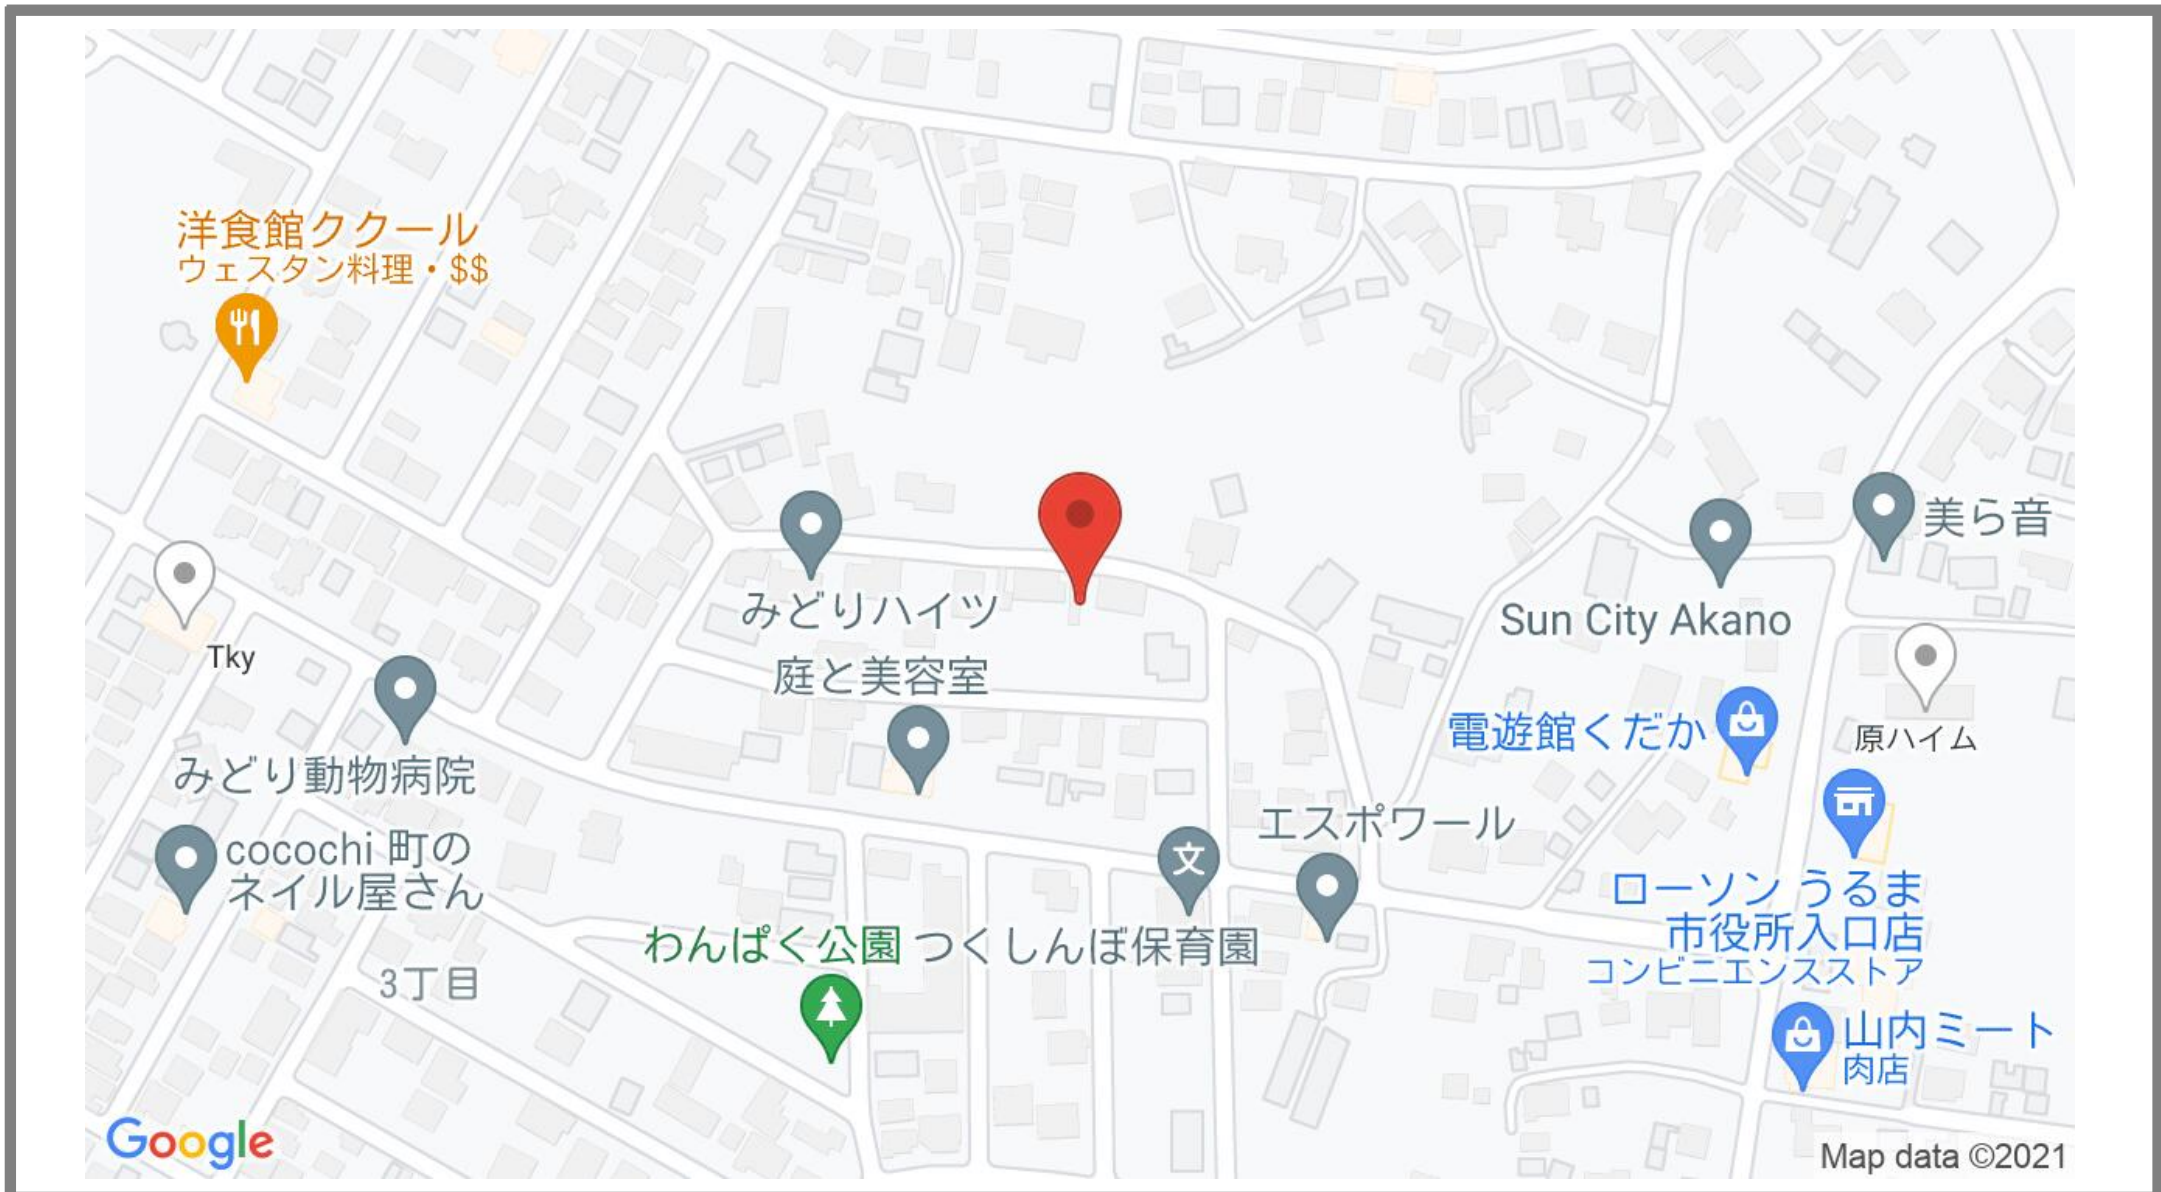 洋食館ククール
ウェスタン料理・$$
みどりハイツ
庭と美容室
美ら音
Sun City Akano
Tky
電遊館くだか
原ハイム
みどり動物病院
エスポワール
cocochi 町の
ネイル屋さん
文
ローソン うるま
市役所入口店
コンビニエンスストア
わんぱく公園
つくしんぼ保育園
3丁目
山内ミート
肉店
Google
Map data ©2021